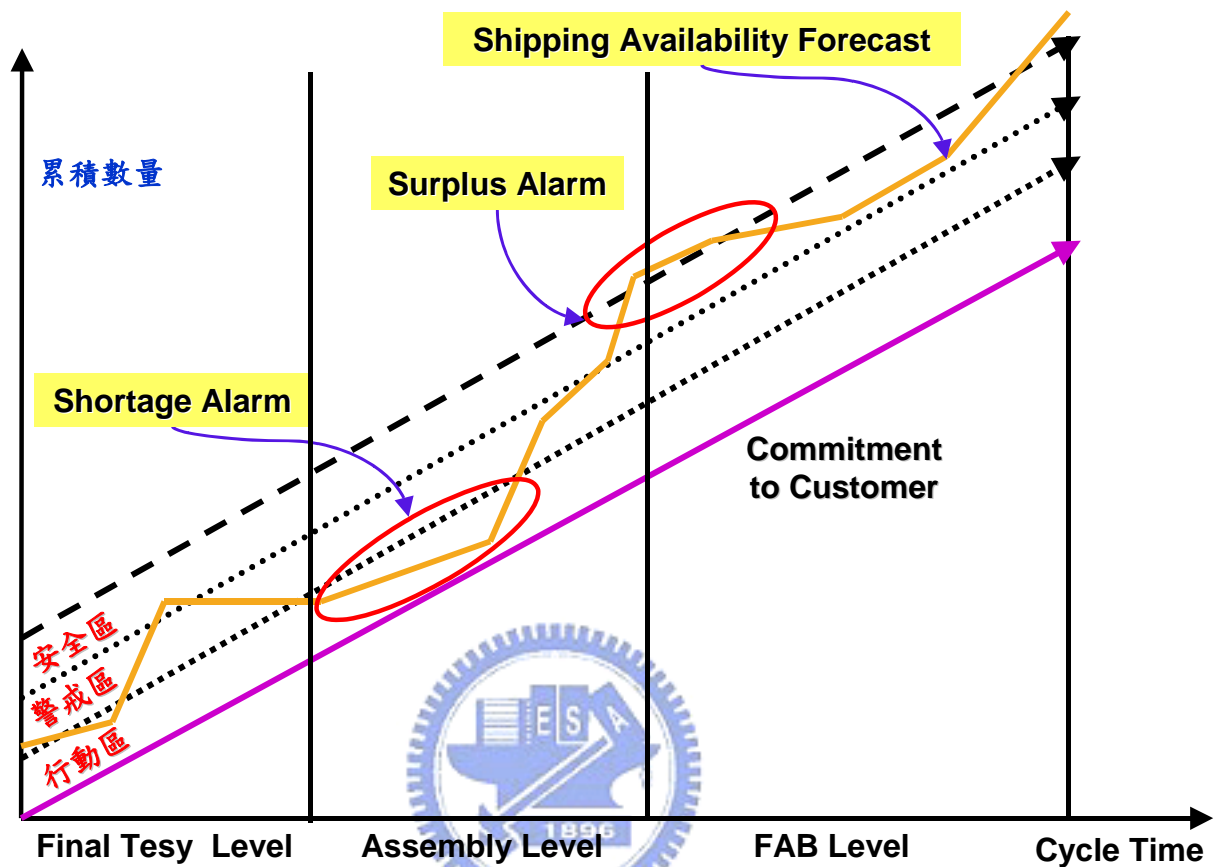 Shipping Availability Forecast
累積數量
Surplus Alarm
Shortage Alarm
Commitment
to Customer
安全區
警戒區
行動區
E S A
1896
Final Tesy Level
Assembly Level
FAB Level
Cycle Time